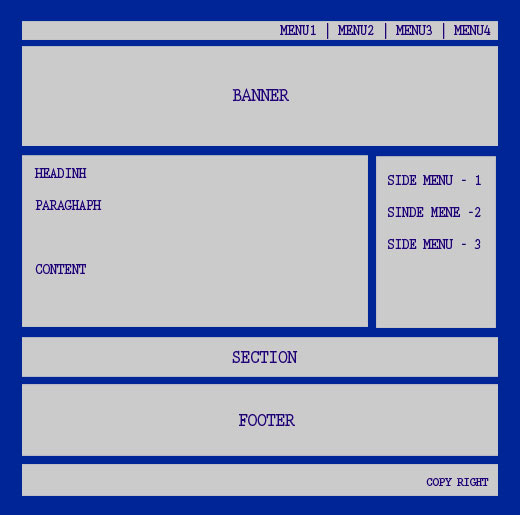 MENU1 | MENU2 | MENU3 | MENU4
BANNER
HEADINH
PARAGHAPH
CONTENT
SIDE MENU - 1
SINDE MENE -2
SIDE MENU - 3
SECTION
FOOTER
COPY RIGHT